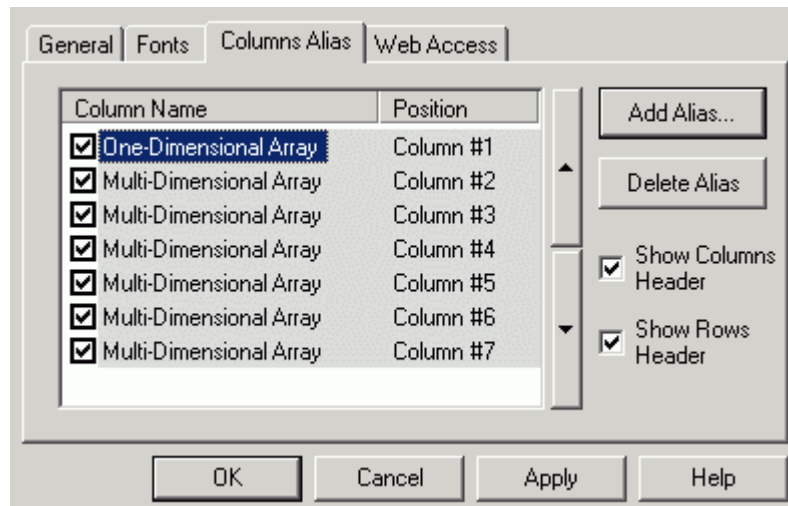 General Fonts Columns Alias Web Access
Column Name Position
One-Dimensional Array Column #1
Multi-Dimensional Array Column #2
Multi-Dimensional Array Column #3
Multi-Dimensional Array Column #4
Multi-Dimensional Array Column #5
Multi-Dimensional Array Column #6
Multi-Dimensional Array Column #7
Add Alias...
Delete Alias
Show Columns
Header
Show Rows
Header
OK Cancel Apply Help